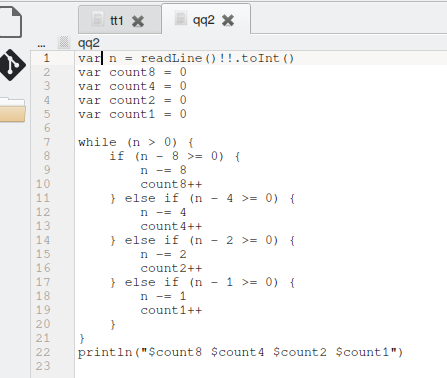 tt1 qq2
... qq2
1 var n = readLine()!!.toInt()
2 var count8 = 0
3 var count4 = 0
4 var count2 = 0
5 var count1 = 0
6
7 while (n > 0) {
8     if (n - 8 >= 0) {
9         n -= 8
10         count8++
11     } else if (n - 4 >= 0) {
12         n -= 4
13         count4++
14     } else if (n - 2 >= 0) {
15         n -= 2
16         count2++
17     } else if (n - 1 >= 0) {
18         n -= 1
19         count1++
20     }
21 }
22 println("$count8 $count4 $count2 $count1")
23